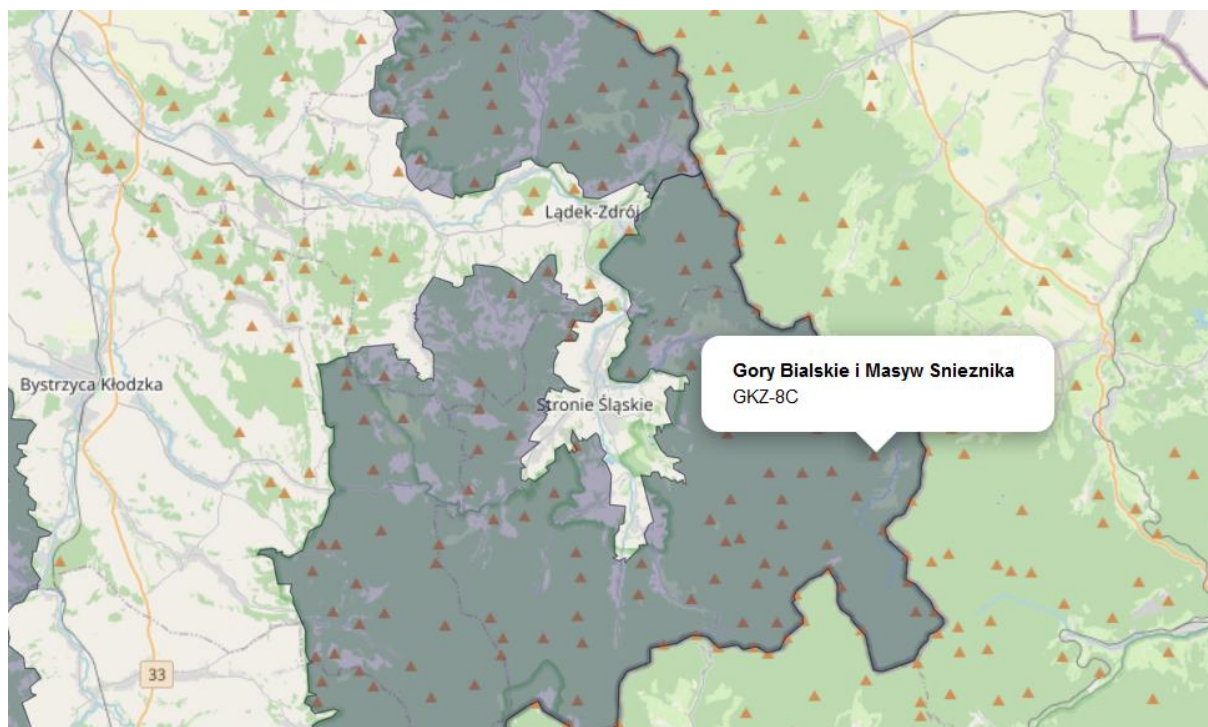 Lądek-Zdrój
Gory Bialskie i Masyw Snieznika
GKZ-8C
Bystrzyca Kłodzka
Stronie Śląskie
33